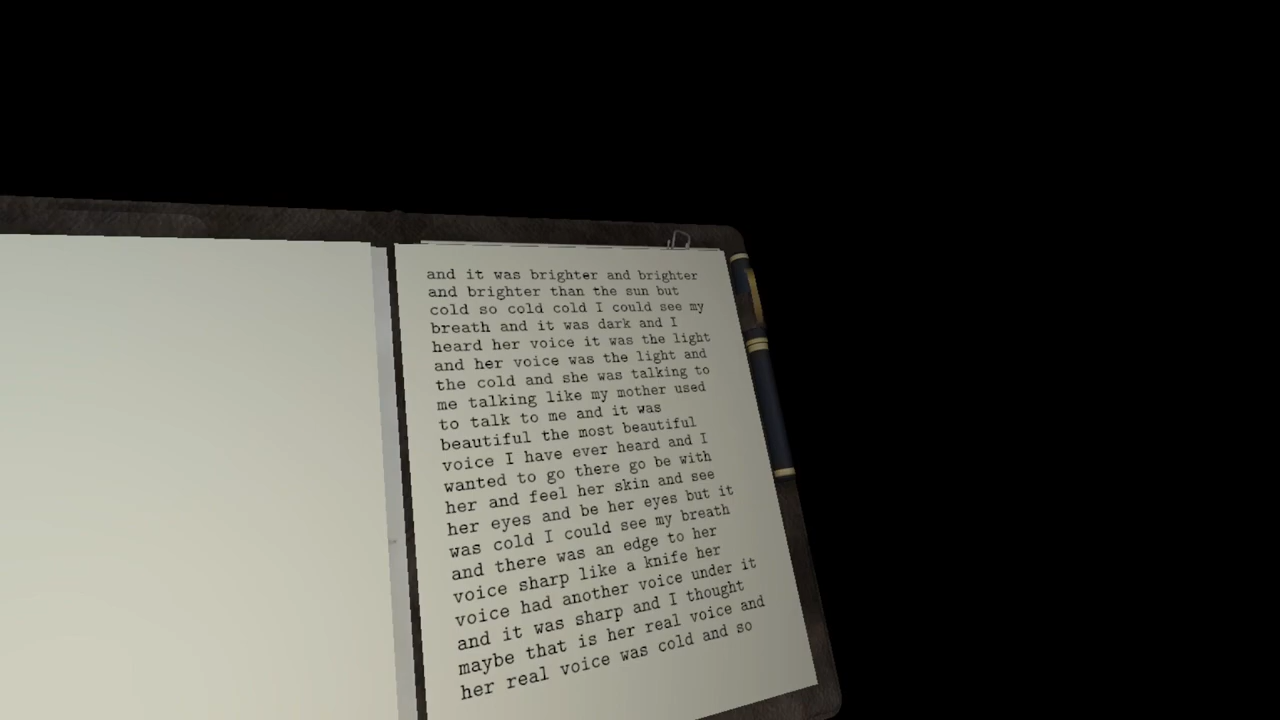 and it was brighter and brighter
and brighter than the sun but
cold so cold cold I could see my
breath and it was dark and I
heard her voice it was the light
and her voice was the light and
the cold and she was talking to
me talking like my mother used
to talk to me and it was
beautiful the most beautiful
voice I have ever heard and I
wanted to go there go be with
her and feel her skin and see
her eyes and be her eyes but it
was cold I could see my breath
and there was an edge to her
voice sharp like a knife her
voice had another voice under it
and it was sharp and I thought
maybe that is her real voice and
her real voice was cold and so